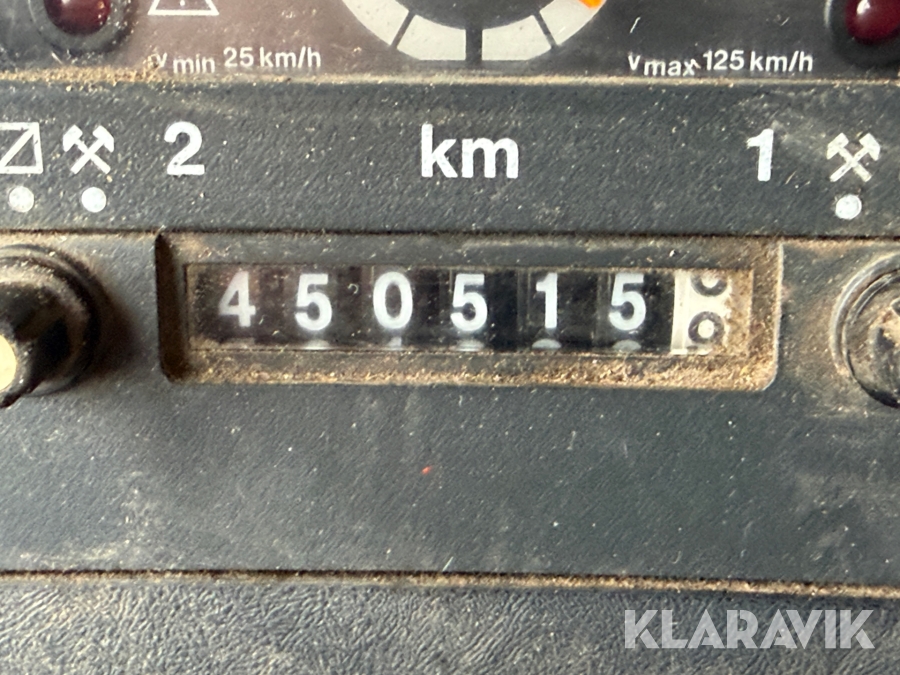 v min 25 km/h
v max 125 km/h
2 km 1
450515
KLARAVIK